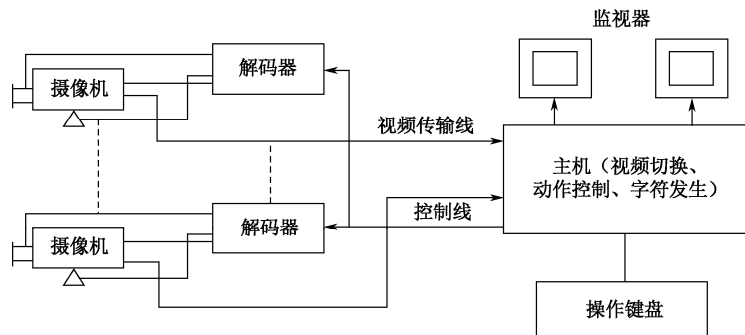 监视器
解码器
摄像机
视频传输线
主机（视频切换、
动作控制、字符发生）
控制线
解码器
摄像机
操作键盘